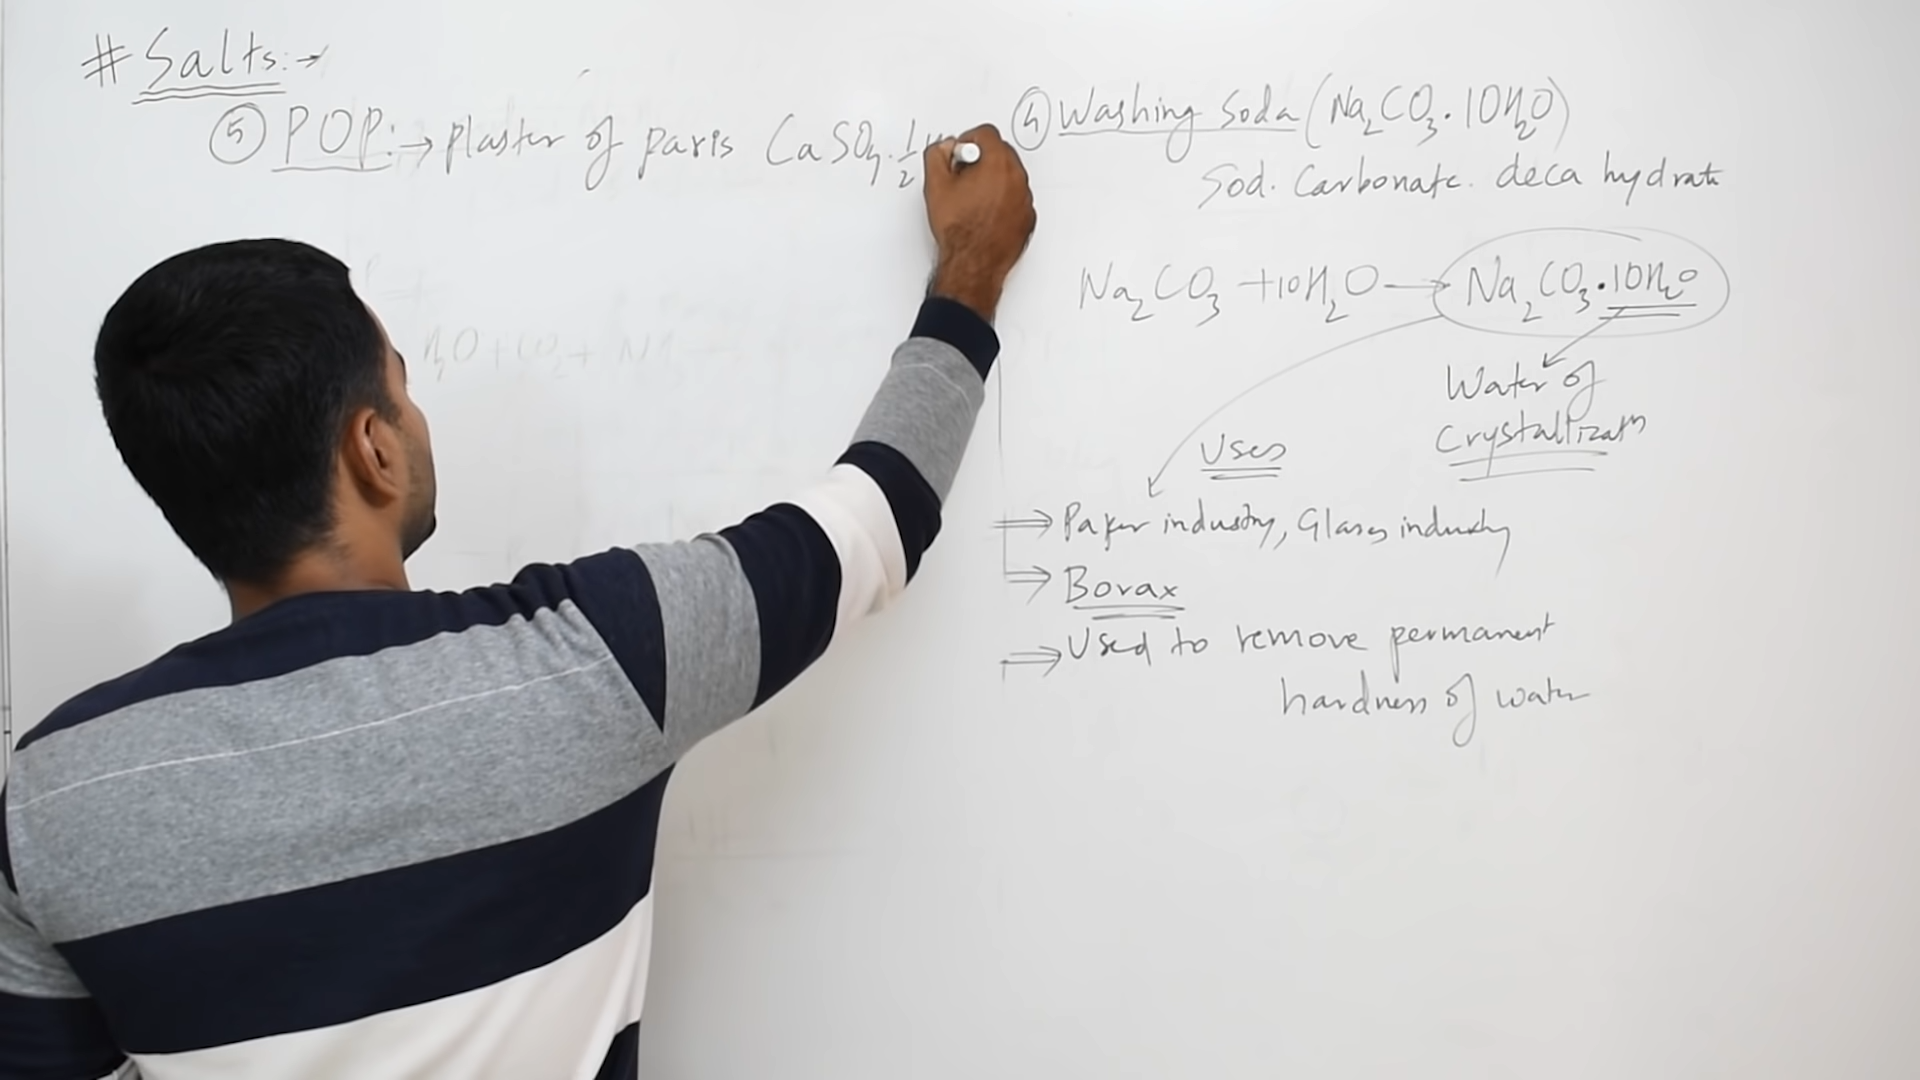 # Salts:→
⑤ POP:→ plaster of paris CaSO₄.½
④ Washing Soda (Na₂CO₃.10H₂O)
Sod. Carbonate. deca hydrate
Na₂CO₃ + 10H₂O → Na₂CO₃.10H₂O
Water of
Uses
Paper industry, Glass industry
Borax
Used to remove permanent
hardness of water